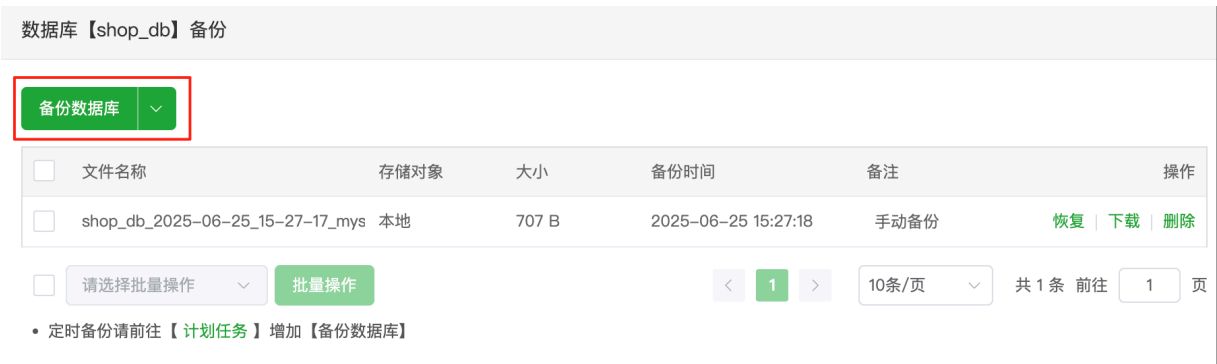 数据库【shop_db】备份
备份数据库
文件名称 存储对象 大小 备份时间 备注 操作
shop_db_2025-06-25_15-27-17_mys 本地 707 B 2025-06-25 15:27:18 手动备份 恢复 | 下载 | 删除
请选择批量操作 批量操作 1 10条/页 共 1 条 前往 1 页
• 定时备份请前往【 计划任务 】增加【备份数据库】